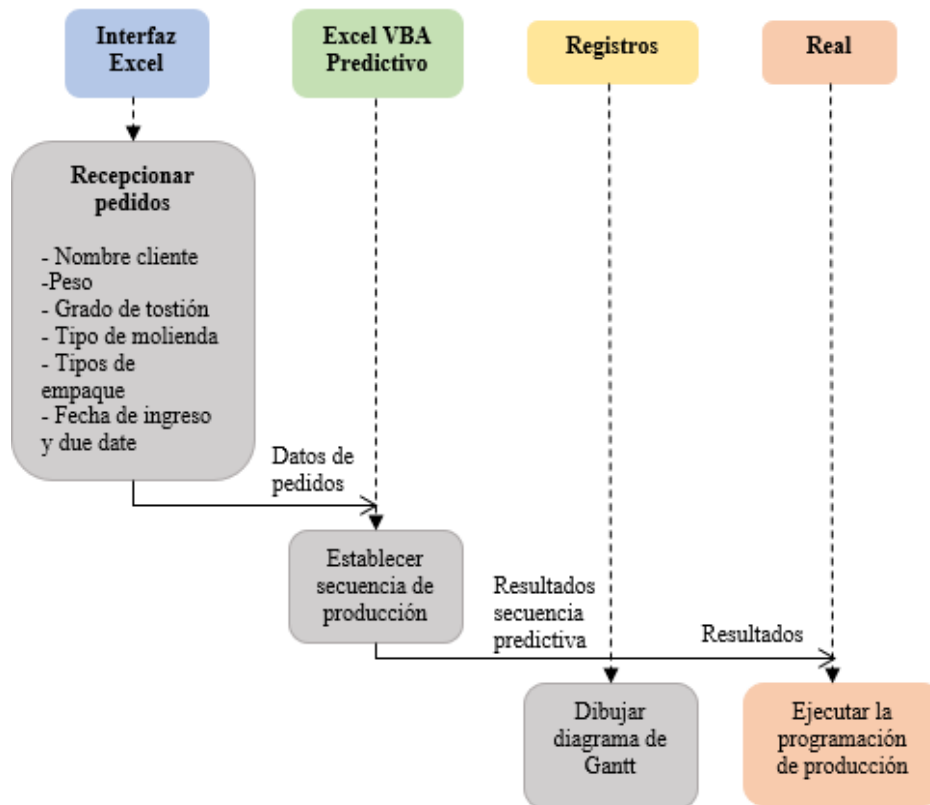 Interfaz
Excel
Excel VBA
Predictivo
Registros
Real
Recepcionar
pedidos
- Nombre cliente
-Peso
- Grado de tostión
- Tipo de molienda
- Tipos de
empaque
- Fecha de ingreso
y due date
Datos de
pedidos
Establecer
secuencia de
producción
Resultados
secuencia
predictiva
Resultados
Dibujar
diagrama de
Gantt
Ejecutar la
programación
de producción